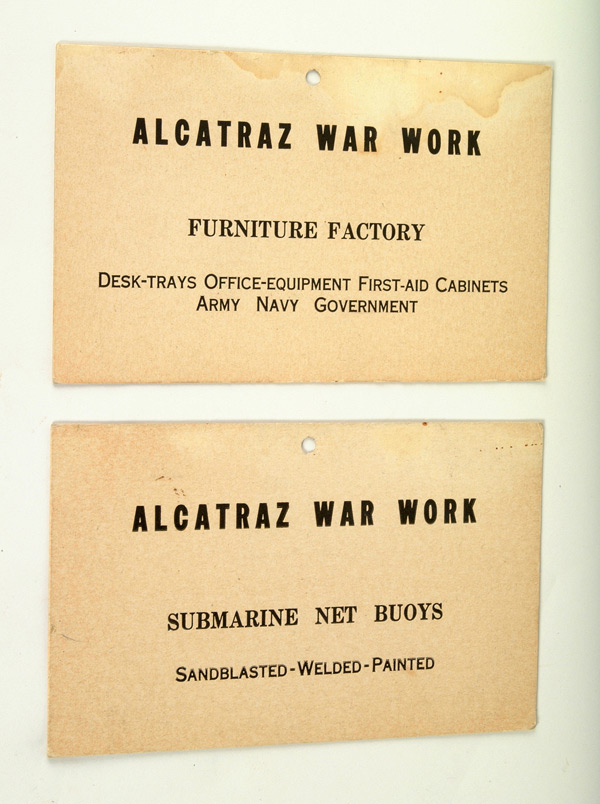 ALCATRAZ WAR WORK
FURNITURE FACTORY
DESK-TRAYS OFFICE-EQUIPMENT FIRST-AID CABINETS
ARMY NAVY GOVERNMENT
ALCATRAZ WAR WORK
SUBMARINE NET BUOYS
SANDBLASTED-WELDED-PAINTED